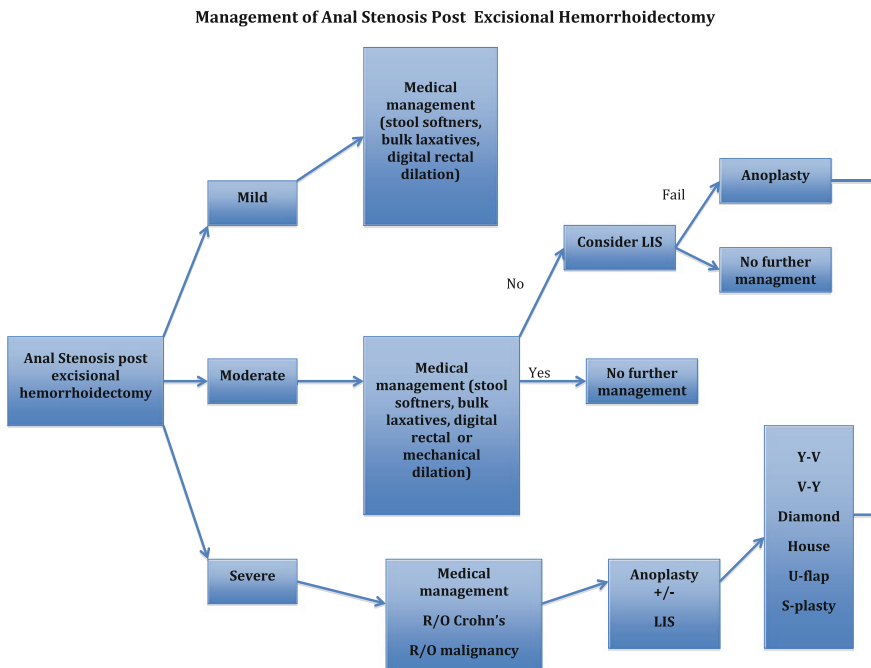 Management of Anal Stenosis Post Excisional Hemorrhoidectomy
Medical
management
(stool softners,
bulk laxatives,
digital rectal
dilation)
Mild
Anoplasty
Fail
Consider LIS
No further
managment
No
Anal Stenosis post
excisional
hemorrhoidectomy
Moderate
Medical
management (stool
softners, bulk
laxatives, digital
rectal or
mechanical
dilation)
Yes
No further
management
Severe
Medical
management
R/O Crohn's
R/O malignancy
Anoplasty
+/-
LIS
Y-V
V-Y
Diamond
House
U-flap
S-plasty